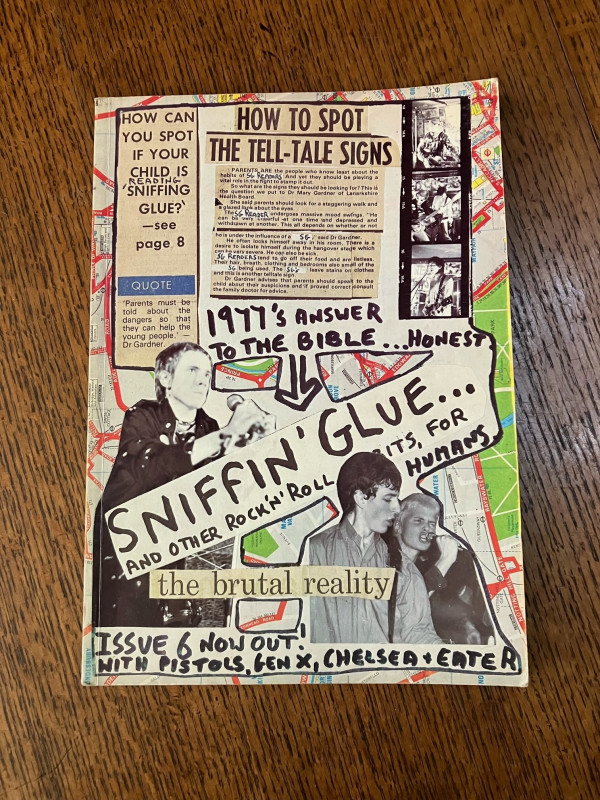 HOW CAN
YOU SPOT
IF YOUR
CHILD IS
READING
'SNIFFING
GLUE?'
—see
page 8
QUOTE
'Parents must be
told about the
dangers so that
they can help the
young people.' —
Dr Gardner.
HOW TO SPOT
THE TELL-TALE SIGNS
PARENTS ARE the people who know least about the
habits of SG READERS. And yet they should be playing a
vital role in the fight to stamp it out.
So what are the signs they should be looking for? This is
the question we put to Dr Mary Gardner of Lanarkshire
Health Board.
She said parents should look for a staggering walk and
a glazed look about the eyes.
The SG READER undergoes massive mood swings. "He
can be very cheerful at one time and depressed and
withdrawn at another. This all depends on whether or not
he is under the influence of a SG," said Dr Gardner.
He often locks himself away in his room. There is a
desire to isolate himself during the hangover stage which
can be very severe. He can also be sick.
SG READERS tend to go off their food and are listless.
Their hair, breath, clothing and bedrooms also smell of the
SG being used. The SG's leave stains on clothes
and this is another telltale sign.
Dr Gardner advises that parents should speak to the
child about their suspicions and if proved correct consult
the family doctor for advice.
1977'S ANSWER
TO THE BIBLE...HONEST
SNIFFIN' GLUE...
AND OTHER ROCK'N'ROLL
BITS, FOR
HUMANS
the brutal reality
ISSUE 6 NOW OUT!
WITH PISTOLS, GEN X, CHELSEA + EATER